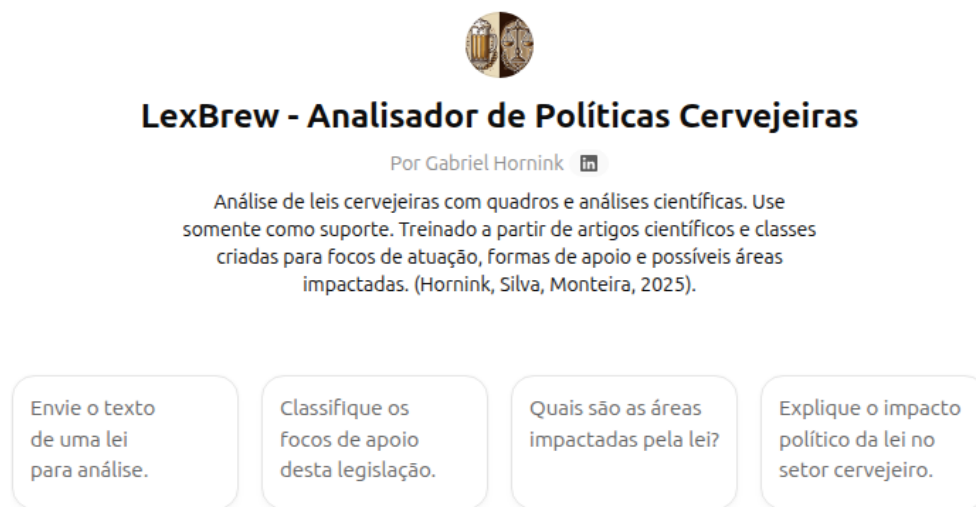 LexBrew - Analisador de Políticas Cervejeiras
Por Gabriel Hornink in
Análise de leis cervejeiras com quadros e análises científicas. Use
somente como suporte. Treinado a partir de artigos científicos e classes
criadas para focos de atuação, formas de apoio e possíveis áreas
impactadas. (Hornink, Silva, Monteira, 2025).
Envie o texto
de uma lei
para análise.
Classifique os
focos de apoio
desta legislação.
Quais são as áreas
impactadas pela lei?
Explique o impacto
político da lei no
setor cervejeiro.